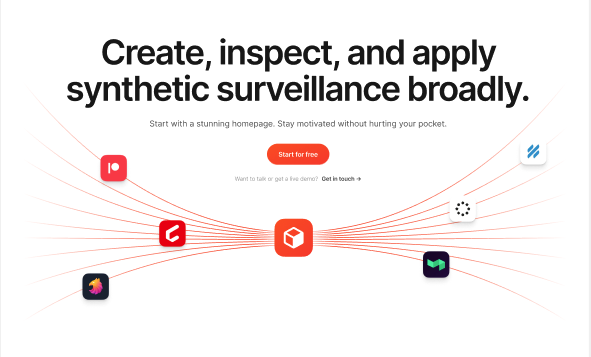 Create, inspect, and apply
synthetic surveillance broadly.
Start with a stunning homepage. Stay motivated without hurting your pocket.
Start for free
Want to talk or get a live demo? Get in touch →